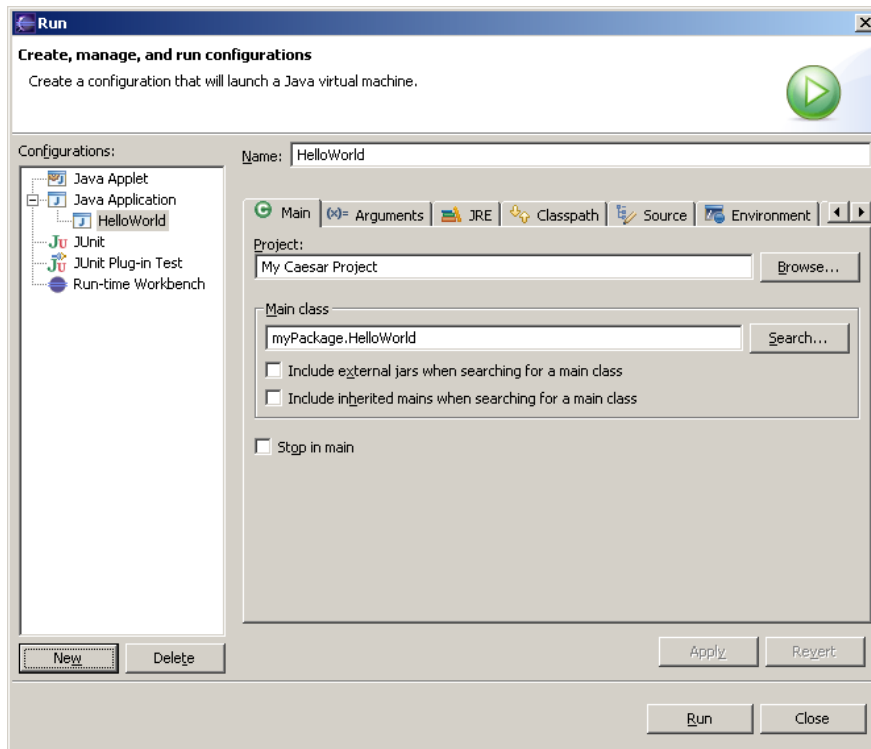 Run
Create, manage, and run configurations
Create a configuration that will launch a Java virtual machine.
Configurations:
Java Applet
Java Application
HelloWorld
JUnit
JUnit Plug-in Test
Run-time Workbench
New
Delete
Name: HelloWorld
Main (x)= Arguments JRE Classpath Source Environment
Project:
My Caesar Project
Browse...
Main class
myPackage.HelloWorld
Search...
Include external jars when searching for a main class
Include inherited mains when searching for a main class
Stop in main
Apply
Revert
Run
Close